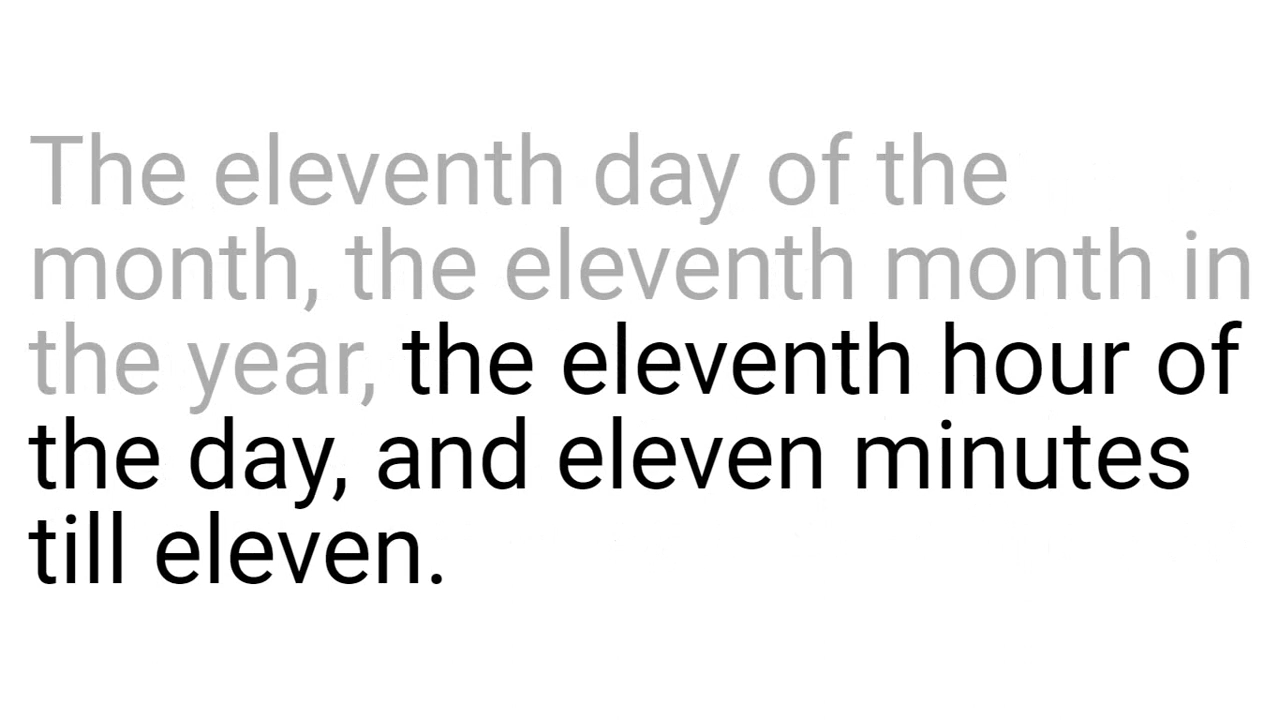 The eleventh day of the
month, the eleventh month in
the year, the eleventh hour of
the day, and eleven minutes
till eleven.